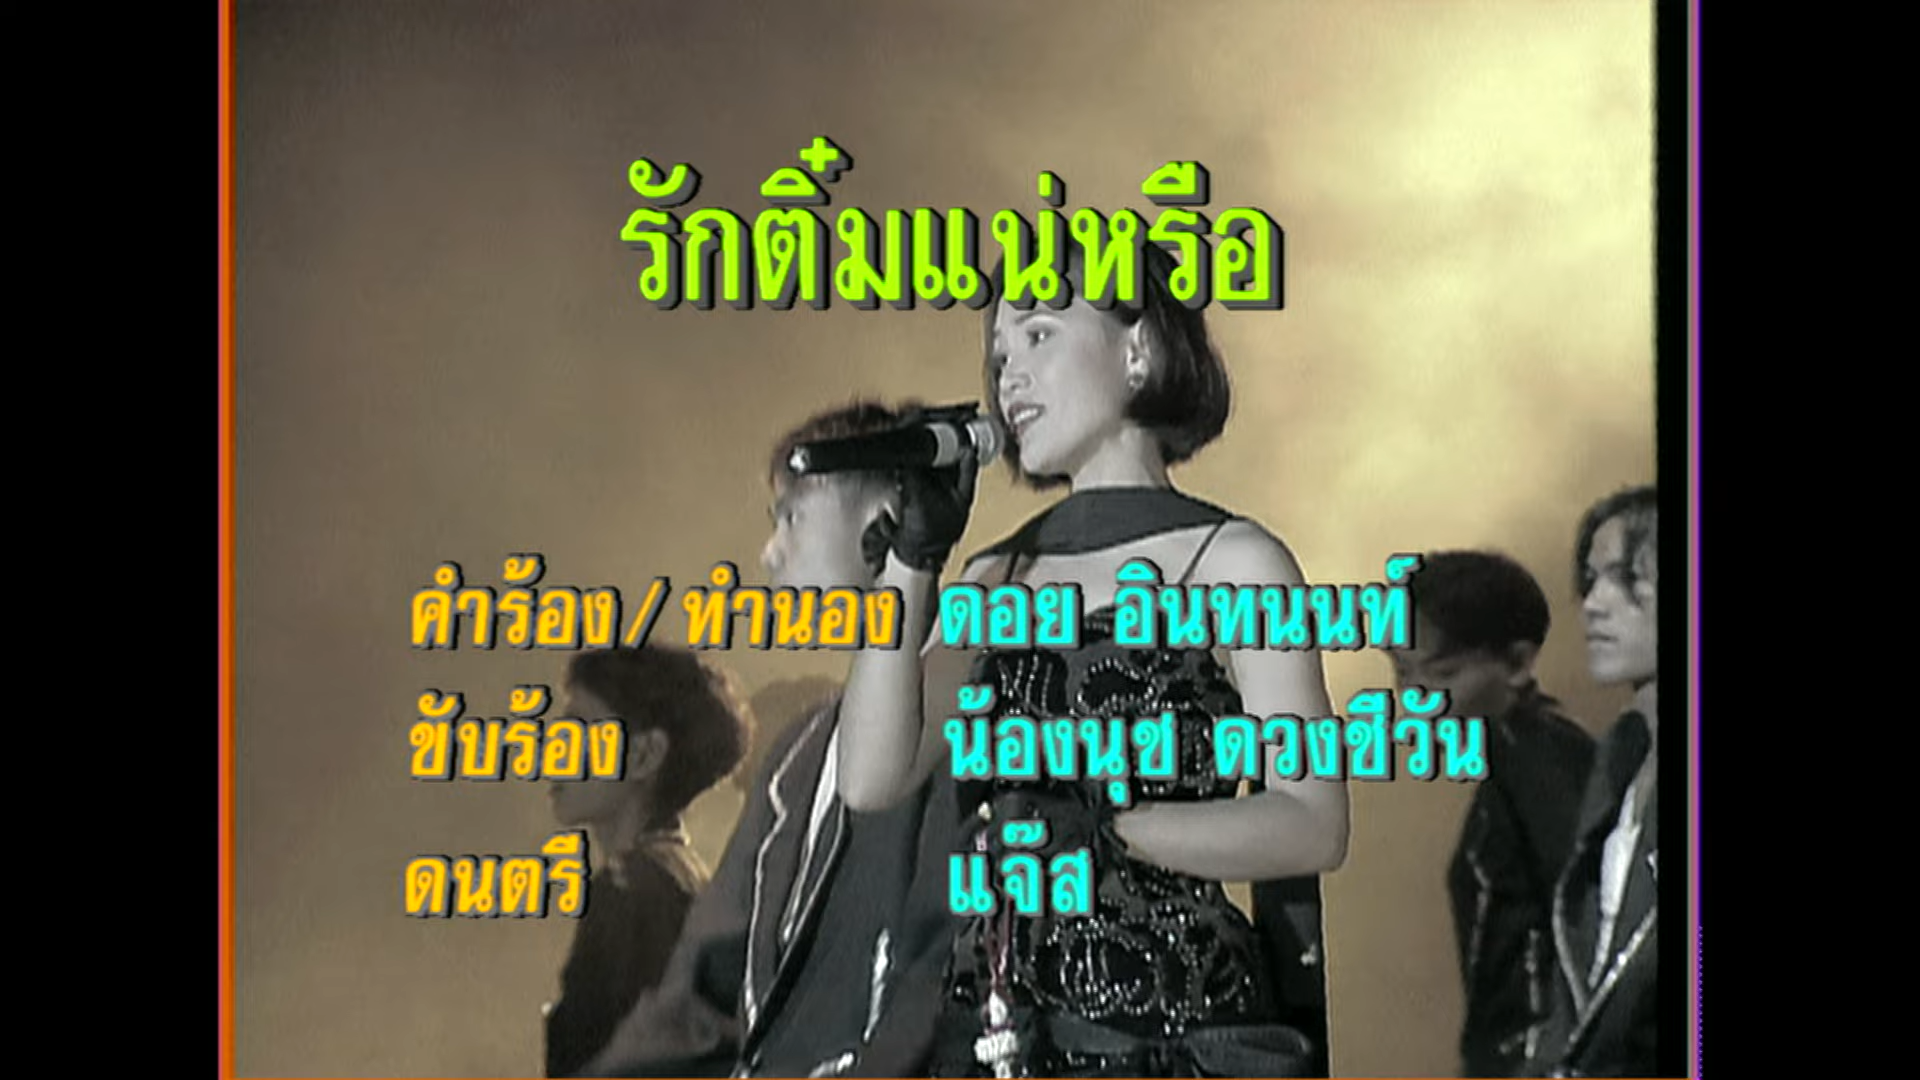 รักติ๋มแน่หรือ
คำร้อง / ทำนอง ดอย อินทนนท์
ขับร้อง น้องนุช ดวงชีวัน
ดนตรี แจ๊ส